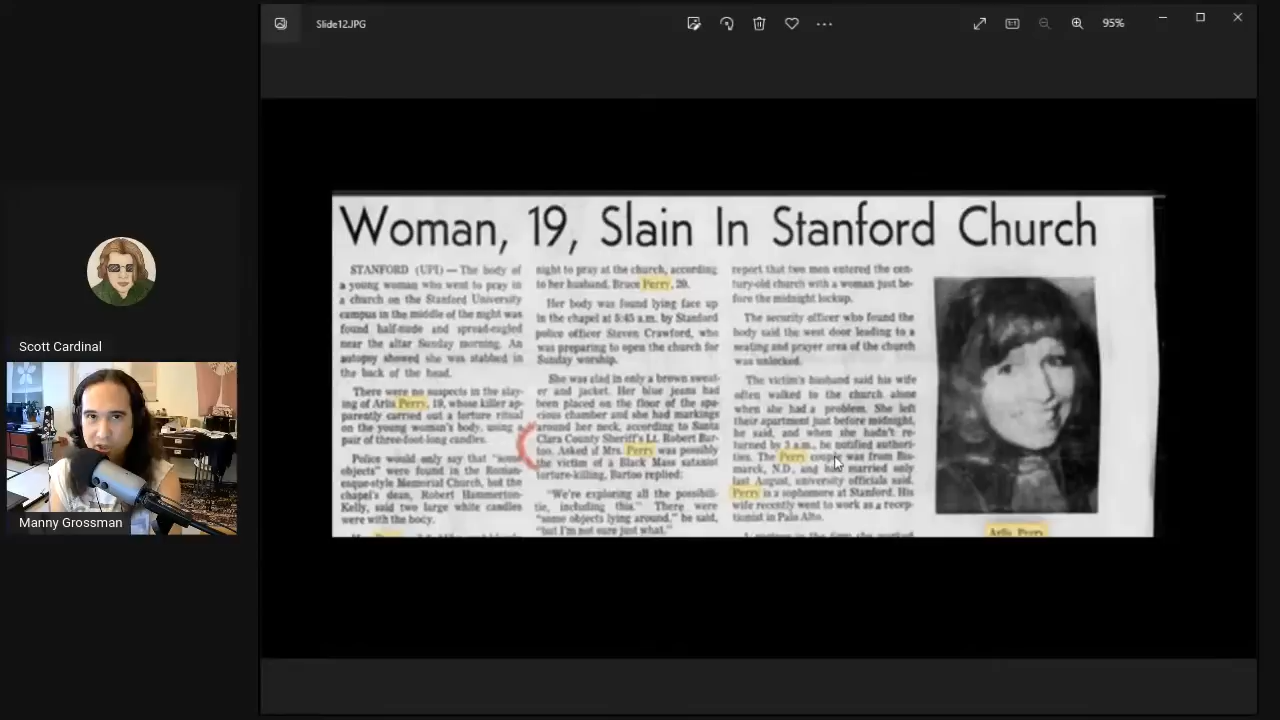 Slide12.JPG
95%
Scott Cardinal
Manny Grossman
Woman, 19, Slain In Stanford Church
STANFORD (UPI) — The body of
a young woman who went to pray in
a church on the Stanford University
campus in the middle of the night was
found half-nude and spread-eagled
near the altar Sunday morning. An
autopsy showed she was stabbed in
the back of the head.
There were no suspects in the slay-
ing of Arlis Perry, 19, whose killer ap-
parently carried out a torture ritual
on the young woman's body, using a
pair of three-foot-long candles.
Police would only say that "some
objects" were found in the Roman-
esque-style Memorial Church, but the
chapel's dean, Robert Hammerton-
Kelly, said two large white candles
were with the body.
night to pray at the church, according
to her husband, Bruce Perry, 20.
Her body was found lying face up
in the chapel at 5:45 a.m. by Stanford
police officer Steven Crawford, who
was preparing to open the church for
Sunday worship.
She was clad in only a brown sweat-
er and jacket. Her blue jeans had
been placed on the floor of the spa-
cious chamber and she had markings
around her neck, according to Santa
Clara County Sheriff's Lt. Robert Bar-
too. Asked if Mrs. Perry was possibly
the victim of a Black Mass satanist
torture-killing, Bartoo replied:
"We're exploring all the possibili-
tie, including this." There were
"some objects lying around," he said,
"but I'm not sure just what."
report that two men entered the cen-
tury-old church with a woman just be-
fore the midnight lockup.
The security officer who found the
body said the west door leading to a
seating and prayer area of the church
was unlocked.
The victim's husband said his wife
often walked to the church alone
when she had a problem. She left
their apartment just before midnight,
he said, and when she hadn't re-
turned by 3 a.m., he notified authori-
ties. The Perry couple was from Bis-
marck, N.D., and had married only
last August, university officials said.
Perry is a sophomore at Stanford. His
wife recently went to work as a recep-
tionist in Palo Alto.
Arlis Perry